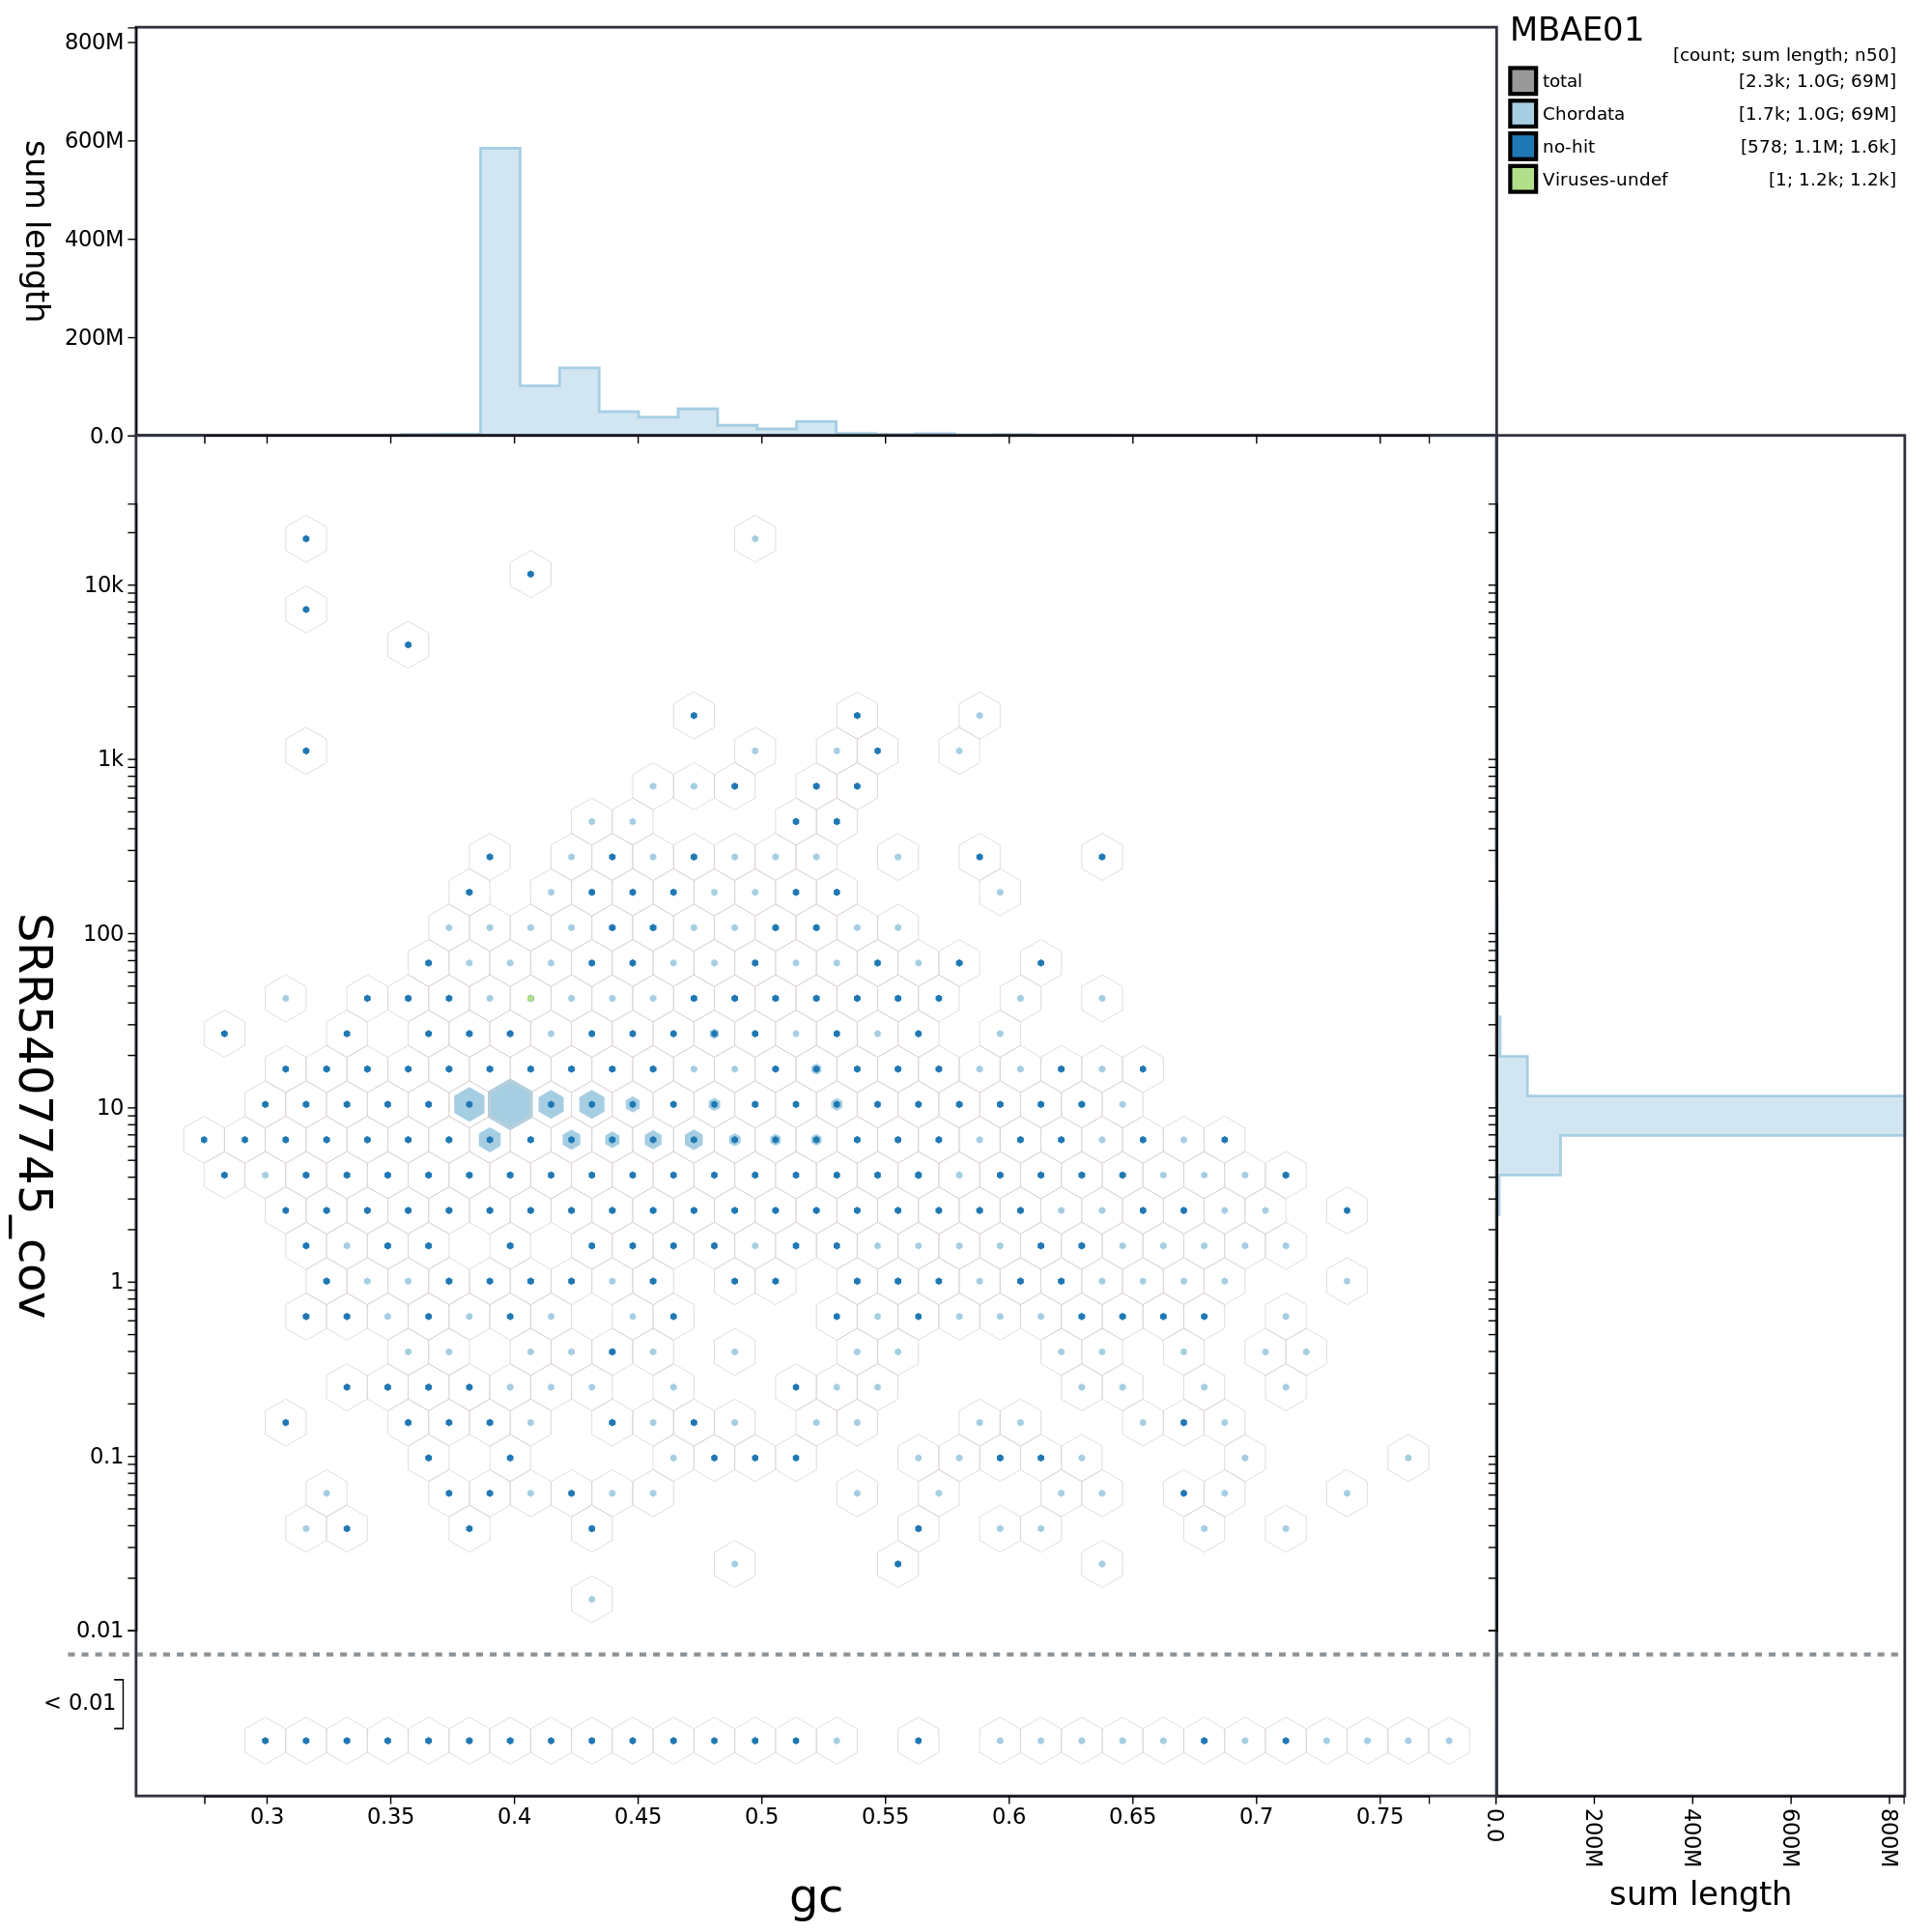 MBAE01
[count; sum length; n50]
total [2.3k; 1.0G; 69M]
Chordata [1.7k; 1.0G; 69M]
no-hit [578; 1.1M; 1.6k]
Viruses-undef [1; 1.2k; 1.2k]
800M
600M
400M
200M
0.0
sum length
10k
1k
100
10
1
0.1
0.01
< 0.01
SRR5407745_cov
0.3 0.35 0.4 0.45 0.5 0.55 0.6 0.65 0.7 0.75
gc
0.0 200M 400M 600M 800M
sum length